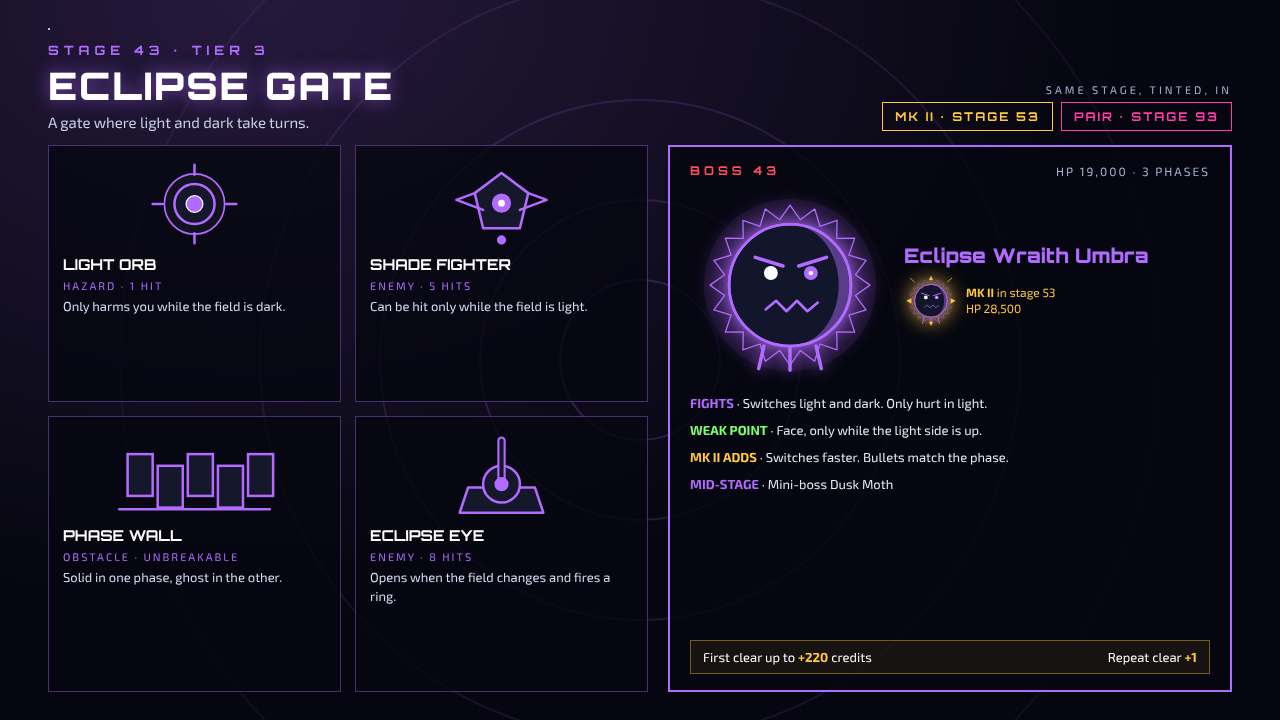 .
STAGE 43 · TIER 3
ECLIPSE GATE
A gate where light and dark take turns.
SAME STAGE, TINTED, IN
MK II · STAGE 53
PAIR · STAGE 93
LIGHT ORB
HAZARD · 1 HIT
Only harms you while the field is dark.
SHADE FIGHTER
ENEMY · 5 HITS
Can be hit only while the field is light.
PHASE WALL
OBSTACLE · UNBREAKABLE
Solid in one phase, ghost in the other.
ECLIPSE EYE
ENEMY · 8 HITS
Opens when the field changes and fires a
ring.
BOSS 43
HP 19,000 · 3 PHASES
Eclipse Wraith Umbra
MK II in stage 53
HP 28,500
FIGHTS · Switches light and dark. Only hurt in light.
WEAK POINT · Face, only while the light side is up.
MK II ADDS · Switches faster. Bullets match the phase.
MID-STAGE · Mini-boss Dusk Moth
First clear up to +220 credits
Repeat clear +1